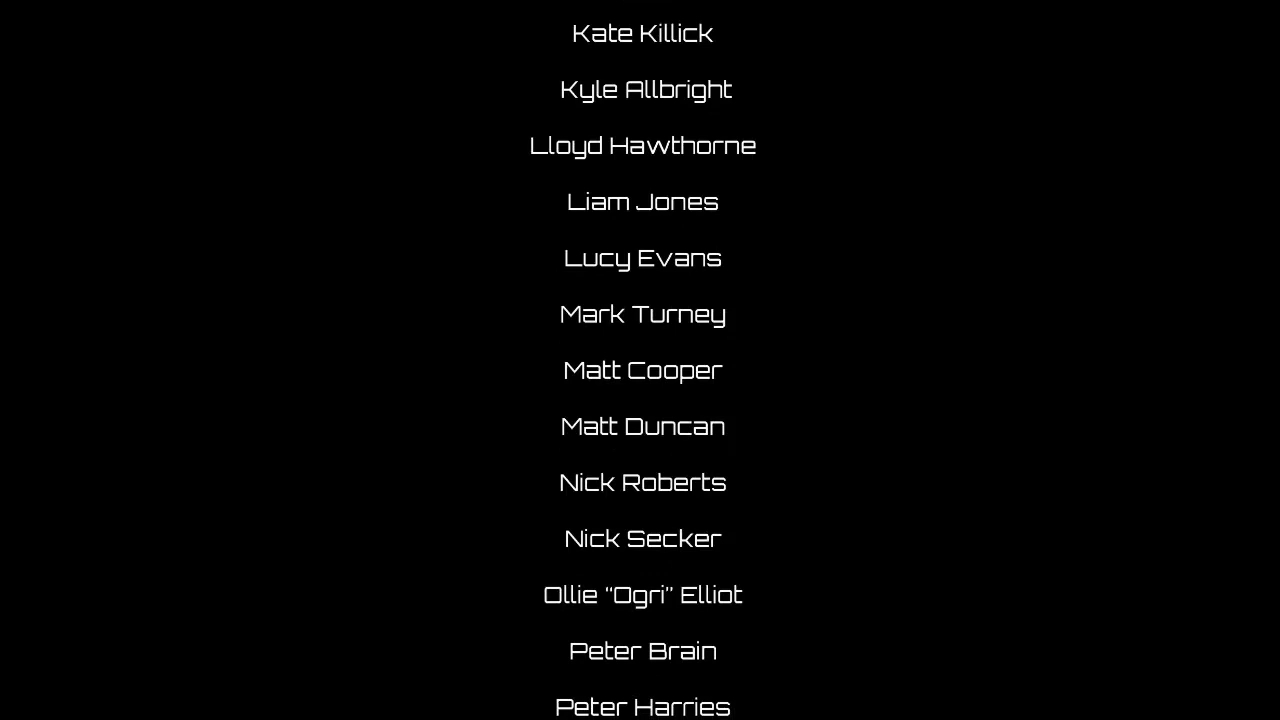 Kate Killick
Kyle Allbright
Lloyd Hawthorne
Liam Jones
Lucy Evans
Mark Turney
Matt Cooper
Matt Duncan
Nick Roberts
Nick Secker
Ollie “Ogri” Elliot
Peter Brain
Peter Harries